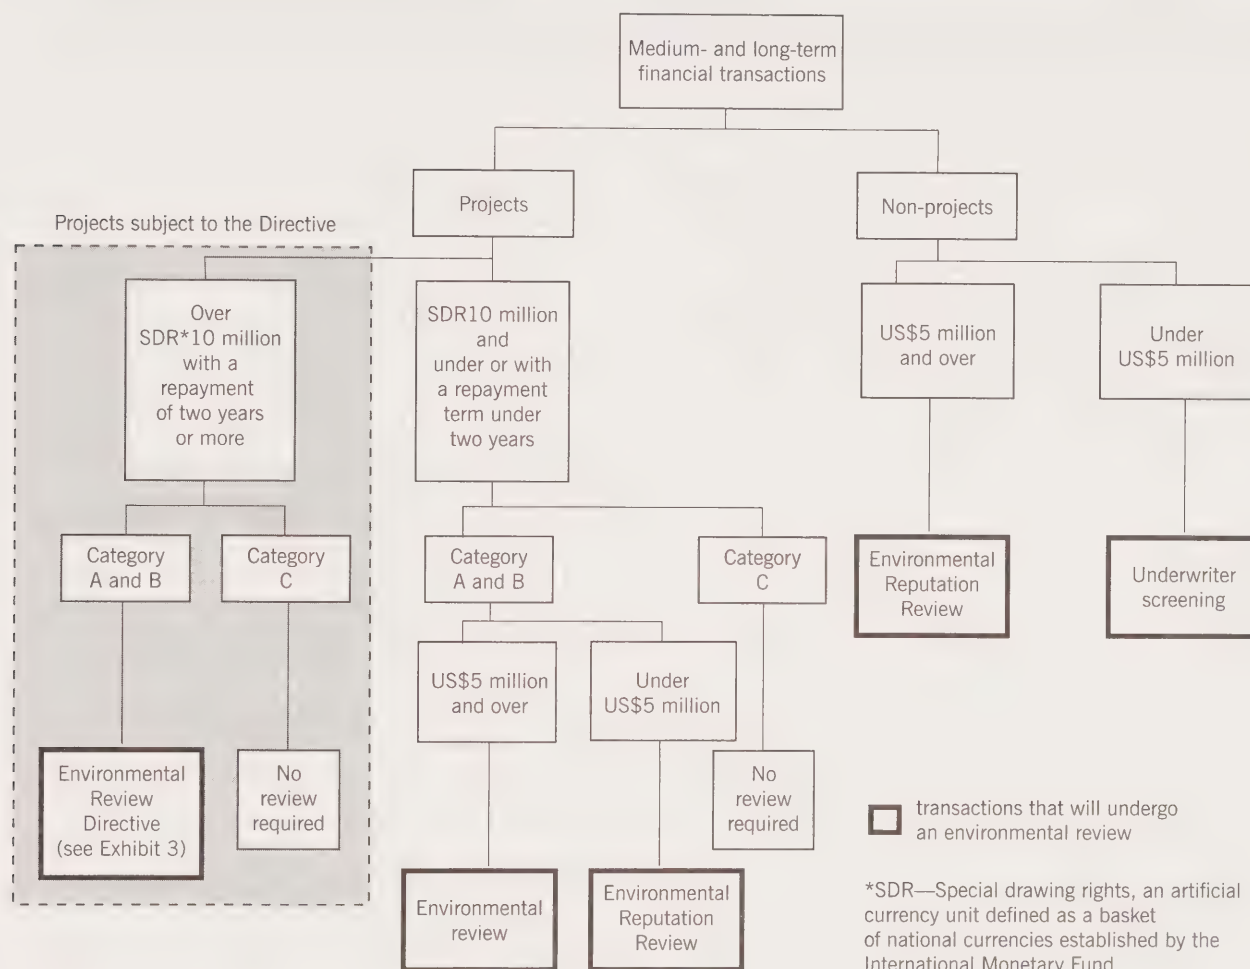 Medium- and long-term
financial transactions
Projects
Non-projects
Projects subject to the Directive
Over
SDR*10 million
with a
repayment
of two years
or more
SDR10 million
and
under or with
a repayment
term under
two years
US$5 million
and over
Under
US$5 million
Category
A and B
Category
C
Category
A and B
Category
C
Environmental
Reputation
Review
Underwriter
screening
US$5 million
and over
Under
US$5 million
Environmental
Review
Directive
(see Exhibit 3)
No
review
required
No
review
required
Environmental
review
Environmental
Reputation
Review
transactions that will undergo
an environmental review
*SDR—Special drawing rights, an artificial
currency unit defined as a basket
of national currencies established by the
International Monetary Fund